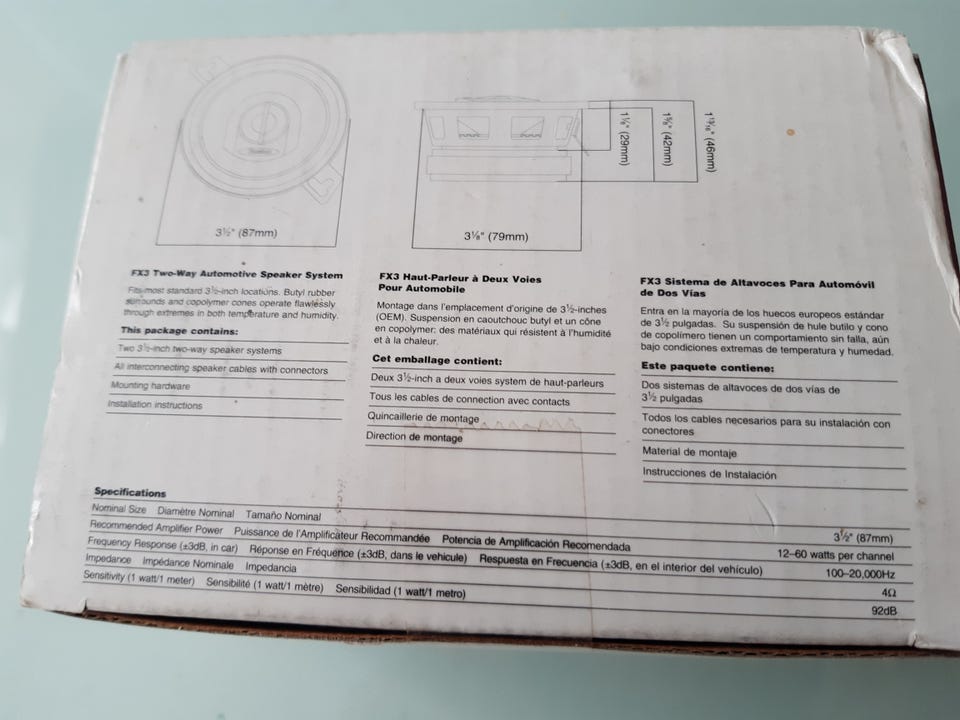 3½" (87mm)
3⅛" (79mm)
1⅛" (29mm)
1⅝" (42mm)
1 13/16" (46mm)
FX3 Two-Way Automotive Speaker System
Fits most standard 3½-inch locations. Butyl rubber
surrounds and copolymer cones operate flawlessly
through extremes in both temperature and humidity.
This package contains:
Two 3½-inch two-way speaker systems
All interconnecting speaker cables with connectors
Mounting hardware
Installation instructions
FX3 Haut-Parleur à Deux Voies
Pour Automobile
Montage dans l'emplacement d'origine de 3½-inches
(OEM). Suspension en caoutchouc butyl et un cône
en copolymer: des matériaux qui résistent à l'humidité
et à la chaleur.
Cet emballage contient:
Deux 3½-inch a deux voies system de haut-parleurs
Tous les cables de connection avec contacts
Quincaillerie de montage
Direction de montage
FX3 Sistema de Altavoces Para Automóvil
de Dos Vías
Entra en la mayoría de los huecos europeos estándar
de 3½ pulgadas. Su suspensión de hule butilo y cono
de copolímero tienen un comportamiento sin falla, aún
bajo condiciones extremas de temperatura y humedad.
Este paquete contiene:
Dos sistemas de altavoces de dos vías de
3½ pulgadas
Todos los cables necesarios para su instalación con
conectores
Material de montaje
Instrucciones de Instalación
Specifications
Nominal Size Diamètre Nominal Tamaño Nominal 3½" (87mm)
Recommended Amplifier Power Puissance de l'Amplificateur Recommandée Potencia de Amplificación Recomendada 12–60 watts per channel
Frequency Response (±3dB, in car) Réponse en Fréquence (±3dB, dans le vehicule) Respuesta en Frecuencia (±3dB, en el interior del vehículo) 100–20,000Hz
Impedance Impédance Nominale Impedancia 4Ω
Sensitivity (1 watt/1 meter) Sensibilité (1 watt/1 mètre) Sensibilidad (1 watt/1 metro) 92dB